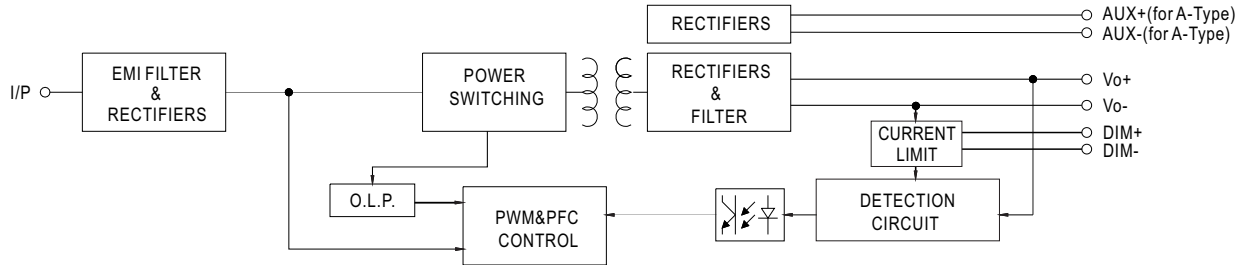 RECTIFIERS
AUX+(for A-Type)
AUX-(for A-Type)
I/P
EMI FILTER
&
RECTIFIERS
POWER
SWITCHING
RECTIFIERS
&
FILTER
Vo+
Vo-
CURRENT
LIMIT
DIM+
DIM-
O.L.P.
PWM&PFC
CONTROL
DETECTION
CIRCUIT